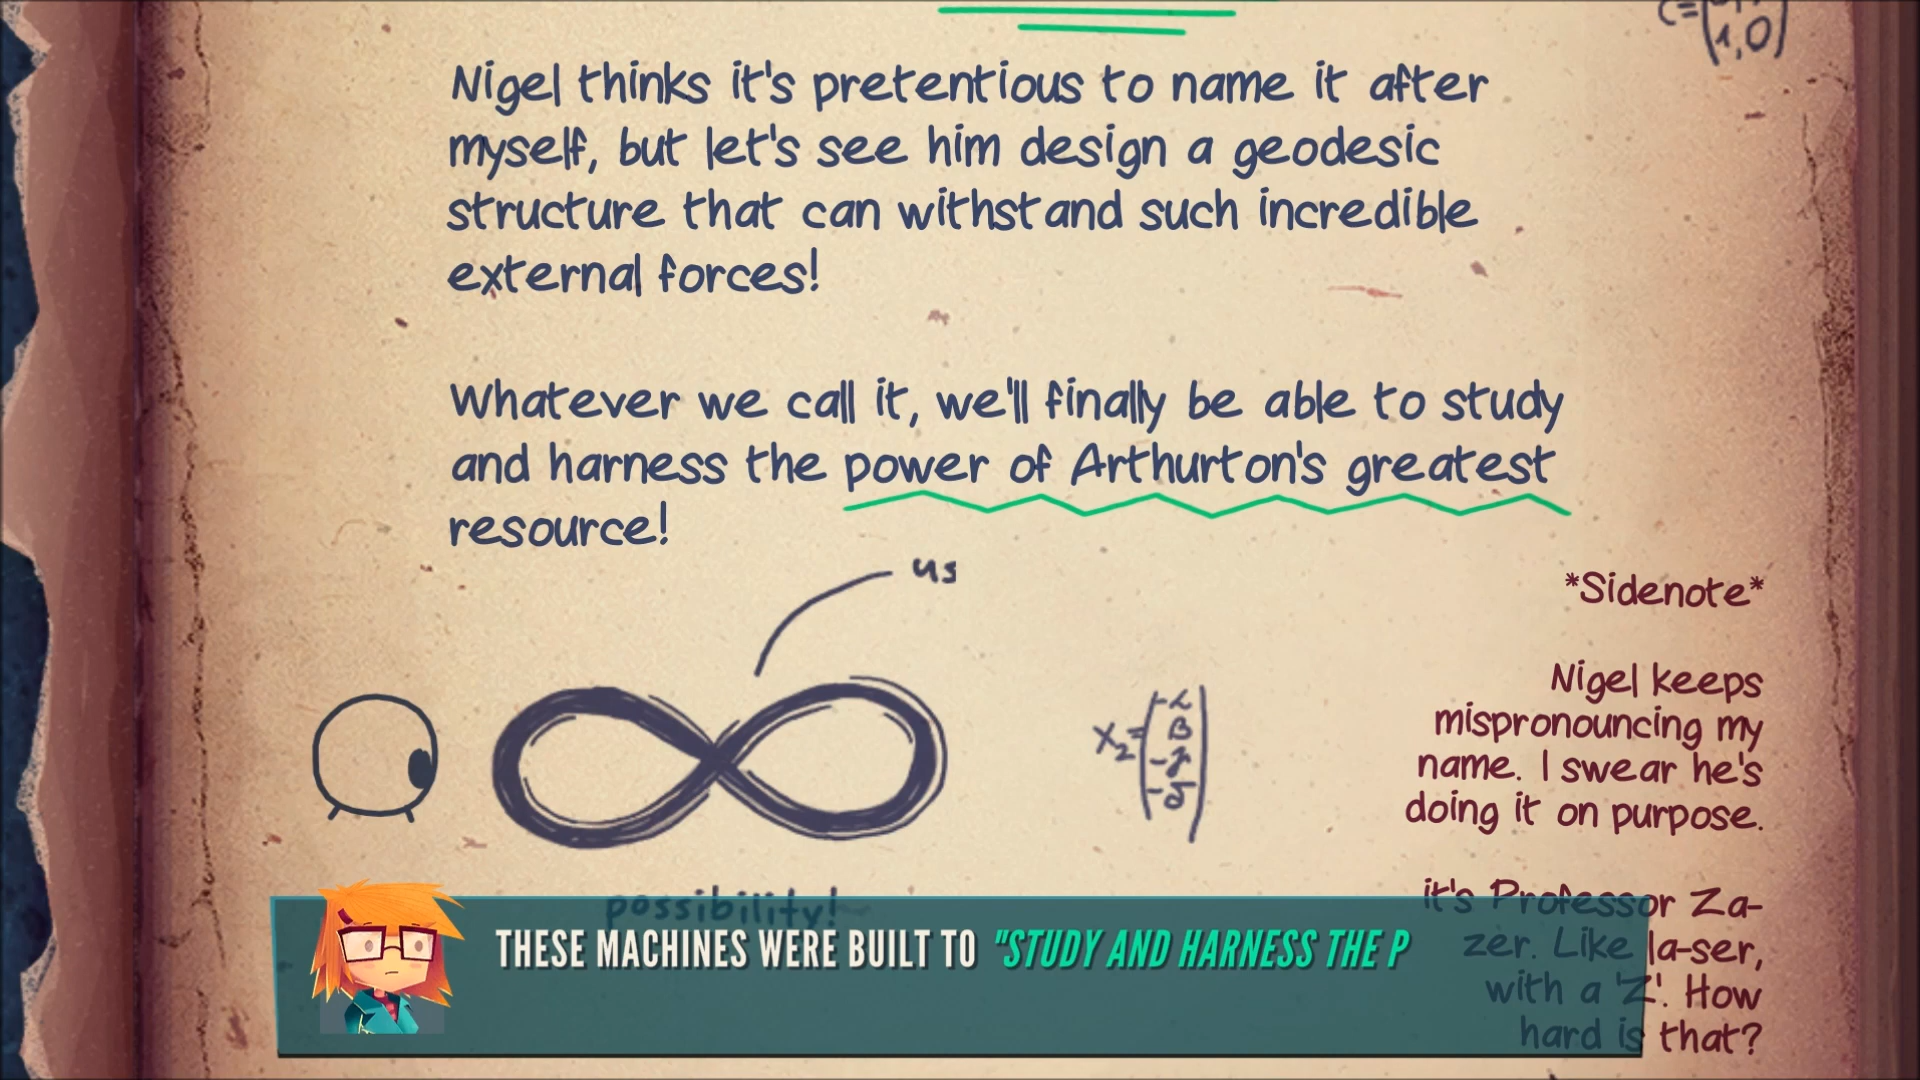 1,0
Nigel thinks it's pretentious to name it after
myself, but let's see him design a geodesic
structure that can withstand such incredible
external forces!
Whatever we call it, we'll finally be able to study
and harness the power of Arthurton's greatest
resource!
us
*Sidenote*
Nigel keeps
mispronouncing my
name. I swear he's
doing it on purpose.
possibility!
it's Professor Za-
zer. Like la-ser,
with a 'Z'. How
hard is that?
THESE MACHINES WERE BUILT TO "STUDY AND HARNESS THE P